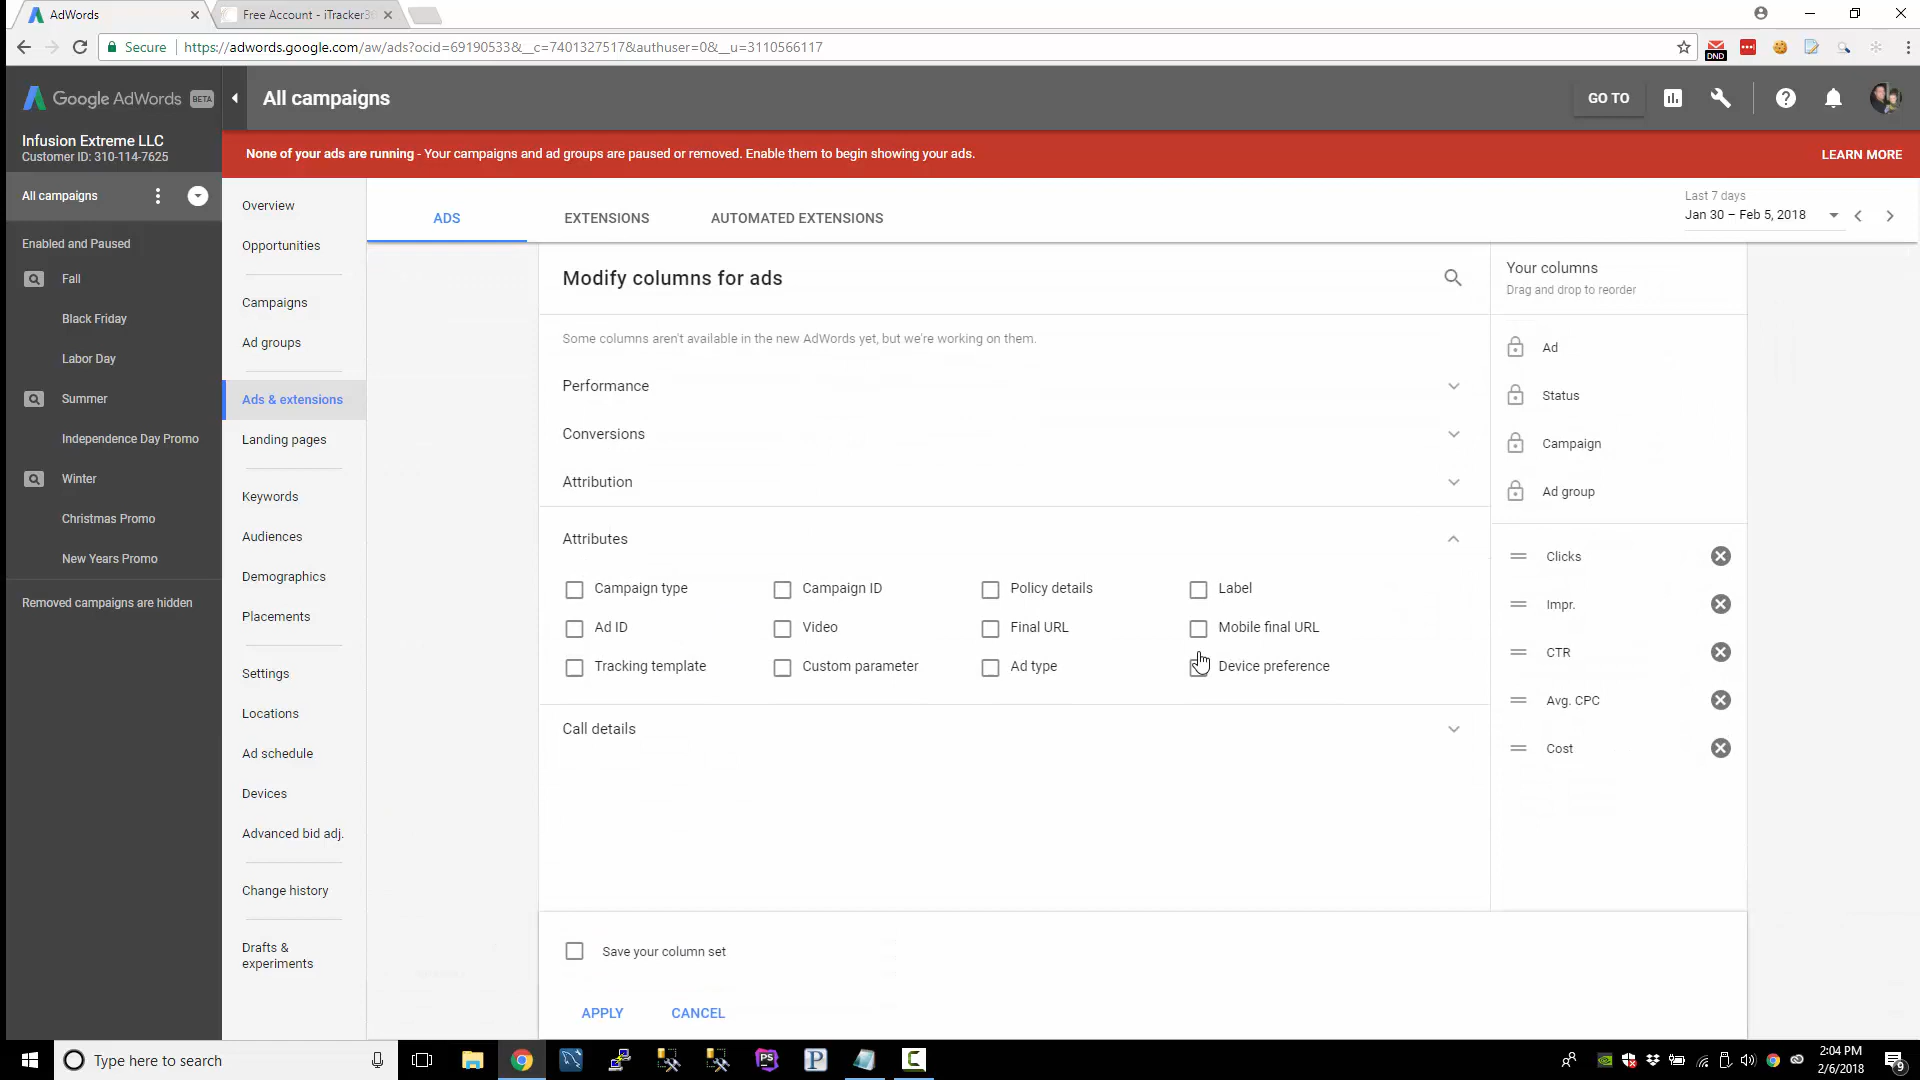 AdWords
Free Account - iTracker3
Secure
https://adwords.google.com/aw/ads?ocid=69190533&__c=7401327517&authuser=0&__u=3110566117
DND
Google AdWords BETA
All campaigns
GO TO
Infusion Extreme LLC
Customer ID: 310-114-7625
None of your ads are running - Your campaigns and ad groups are paused or removed. Enable them to begin showing your ads.
LEARN MORE
All campaigns
Enabled and Paused
Fall
Black Friday
Labor Day
Summer
Independence Day Promo
Winter
Christmas Promo
New Years Promo
Removed campaigns are hidden
Overview
Opportunities
Campaigns
Ad groups
Ads & extensions
Landing pages
Keywords
Audiences
Demographics
Placements
Settings
Locations
Ad schedule
Devices
Advanced bid adj.
Change history
Drafts &
experiments
ADS
EXTENSIONS
AUTOMATED EXTENSIONS
Last 7 days
Jan 30 – Feb 5, 2018
Modify columns for ads
Some columns aren't available in the new AdWords yet, but we're working on them.
Performance
Conversions
Attribution
Attributes
Campaign type
Campaign ID
Policy details
Label
Ad ID
Video
Final URL
Mobile final URL
Tracking template
Custom parameter
Ad type
Device preference
Call details
Your columns
Drag and drop to reorder
Ad
Status
Campaign
Ad group
Clicks
Impr.
CTR
Avg. CPC
Cost
Save your column set
APPLY
CANCEL
Type here to search
PS
P
C
2:04 PM
2/6/2018
9